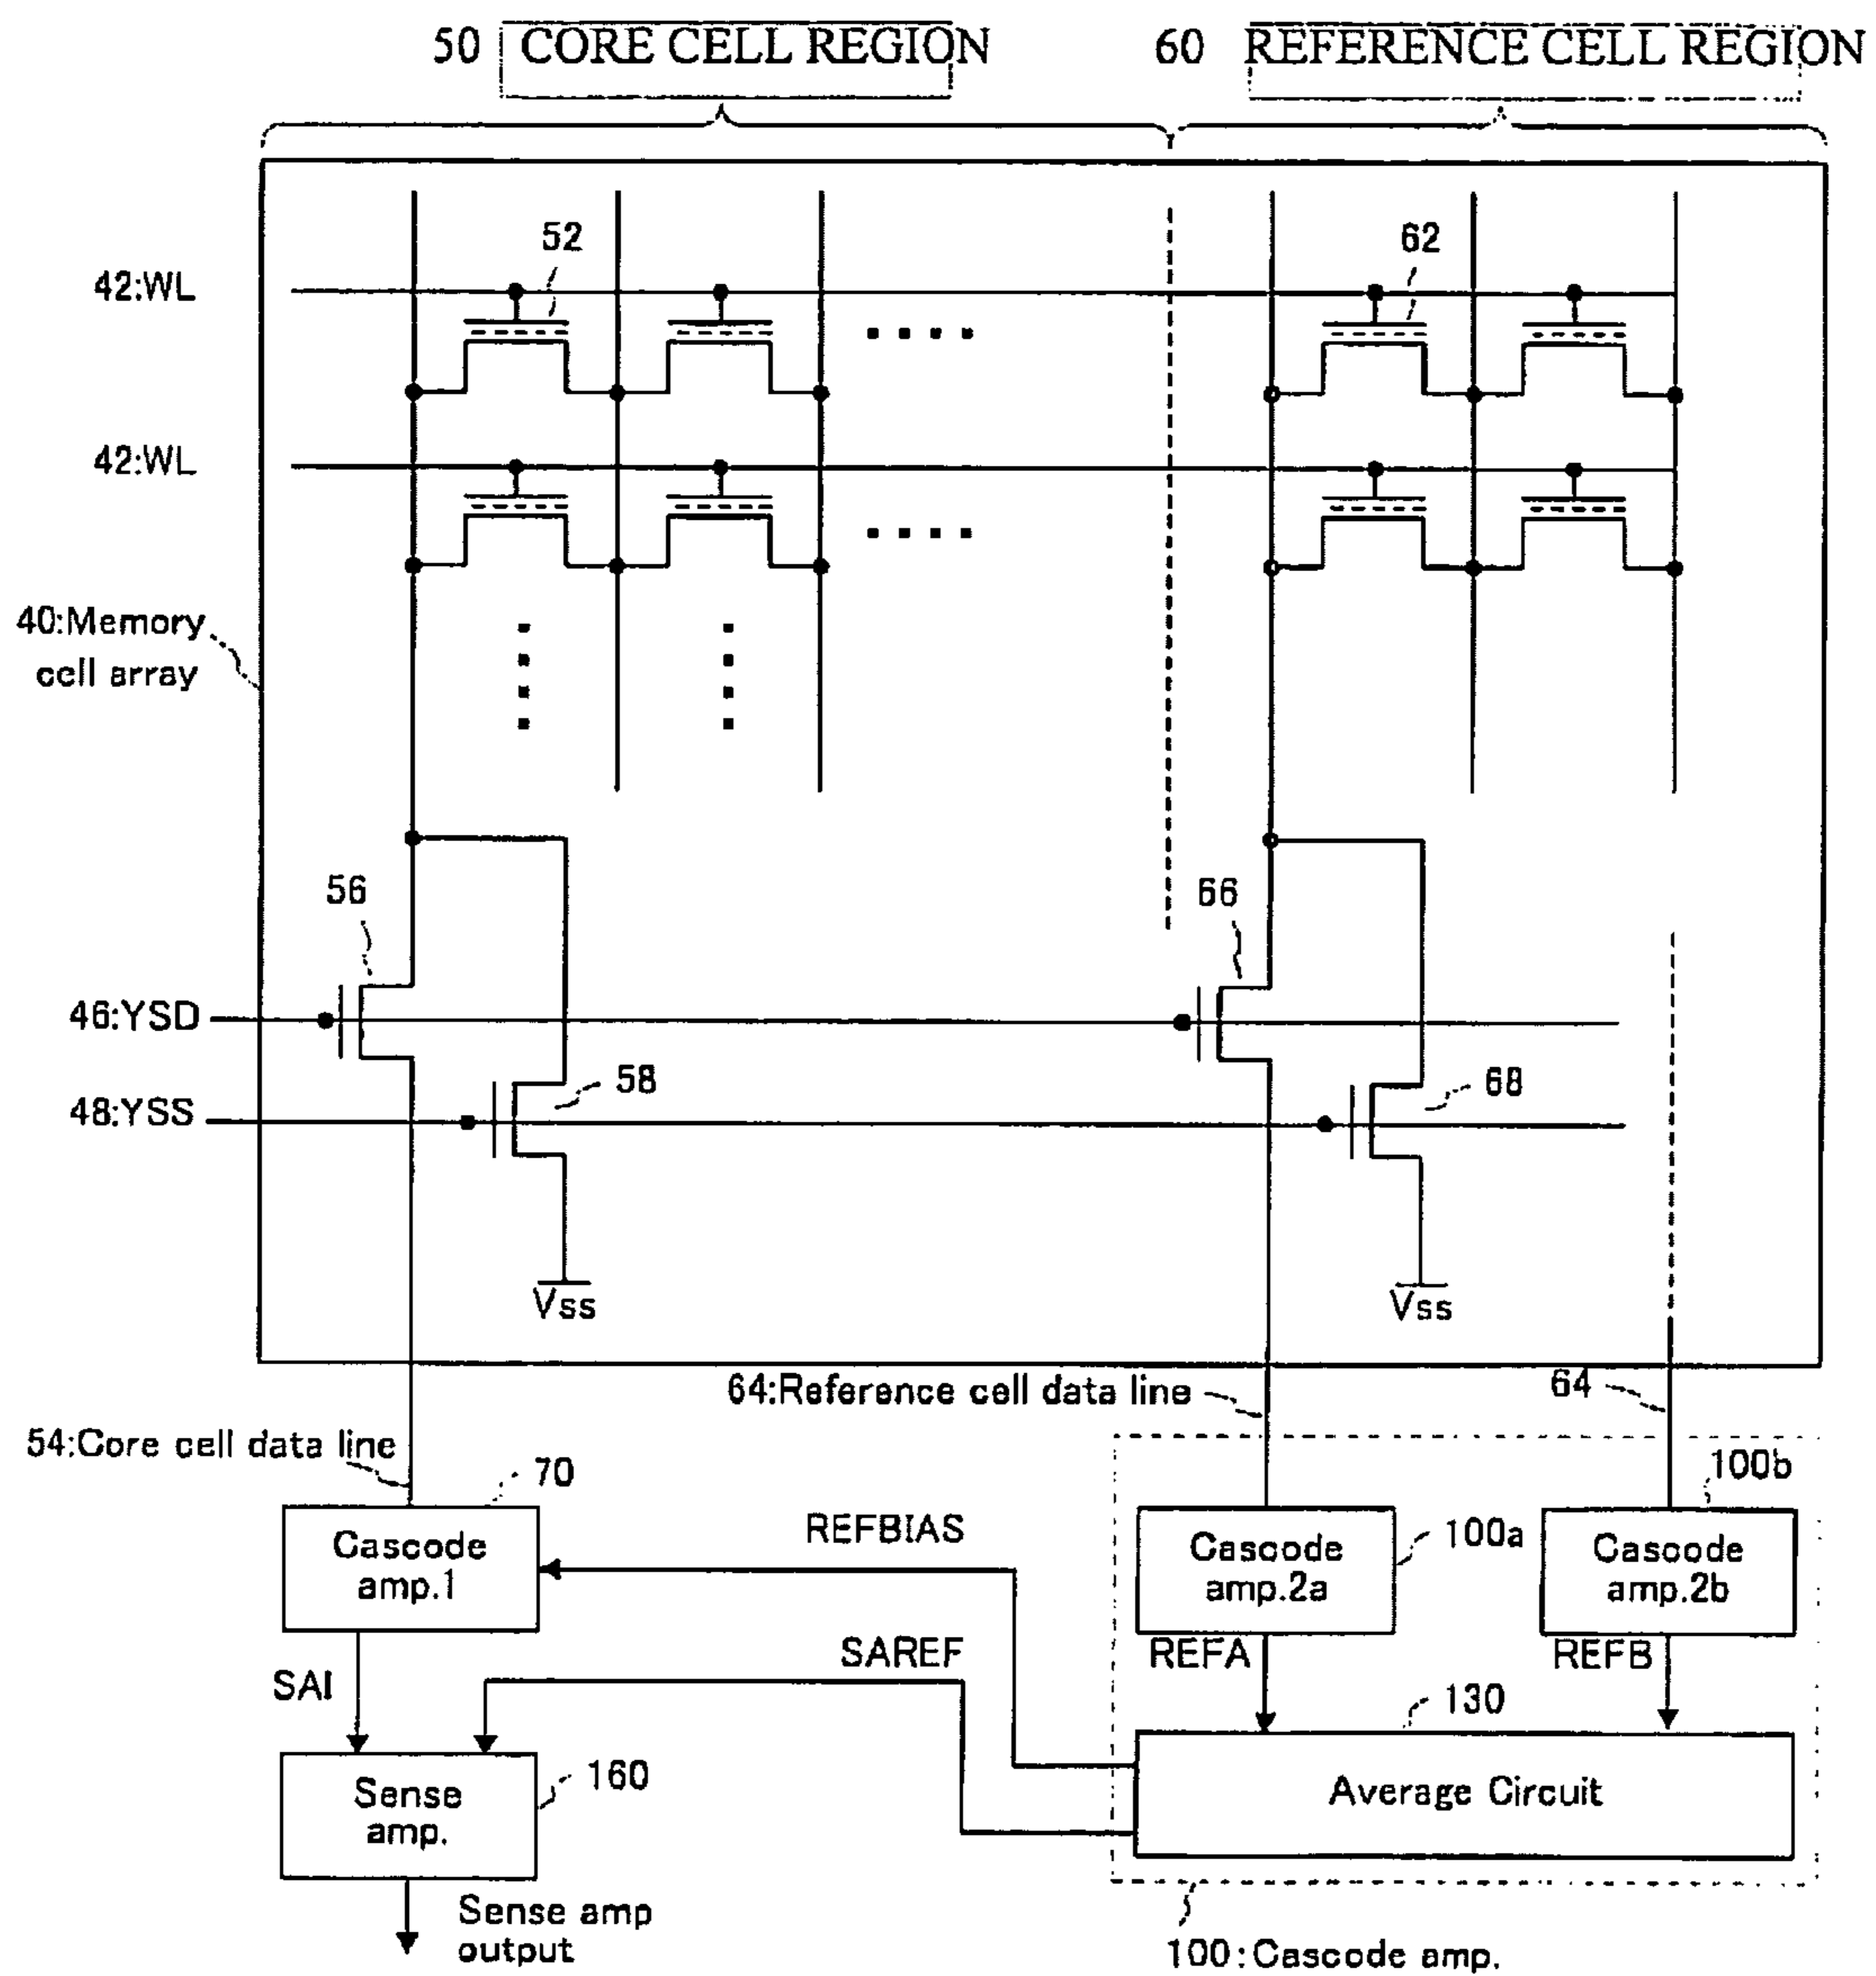 50 CORE CELL REGION
60 REFERENCE CELL REGION
52
62
42:WL
42:WL
40:Memory
cell array
56
66
46:YSD
58
68
48:YSS
Vss
Vss
64:Reference cell data line
64
54:Core cell data line
70
100b
REFBIAS
100a
Cascode
amp.1
Cascode
amp.2a
Cascode
amp.2b
SAREF
REFA
REFB
SAI
130
160
Sense
amp.
Average Circuit
Sense amp
output
100:Cascode amp.